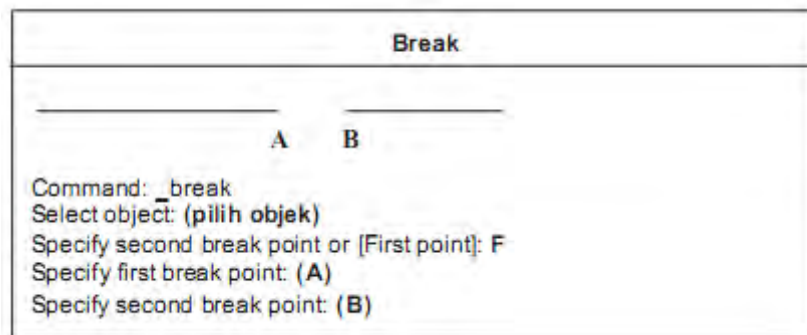 Break
A B
Command: _break
Select object: (pilih objek)
Specify second break point or [First point]: F
Specify first break point: (A)
Specify second break point: (B)